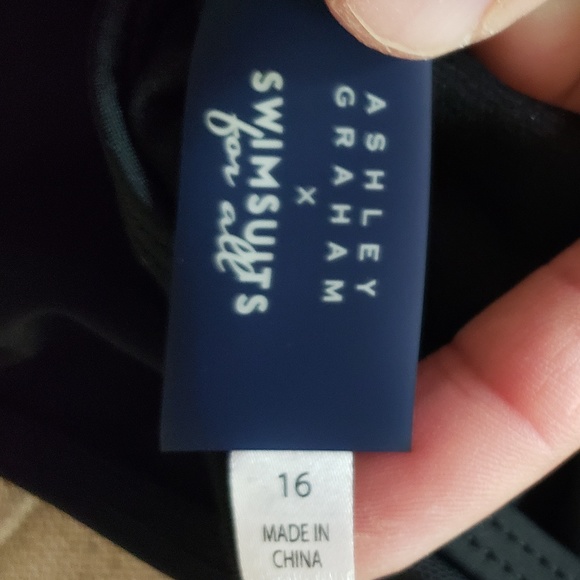 ASHLEY
GRAHAM
x
SWIMSUITS
for all
16
MADE IN
CHINA